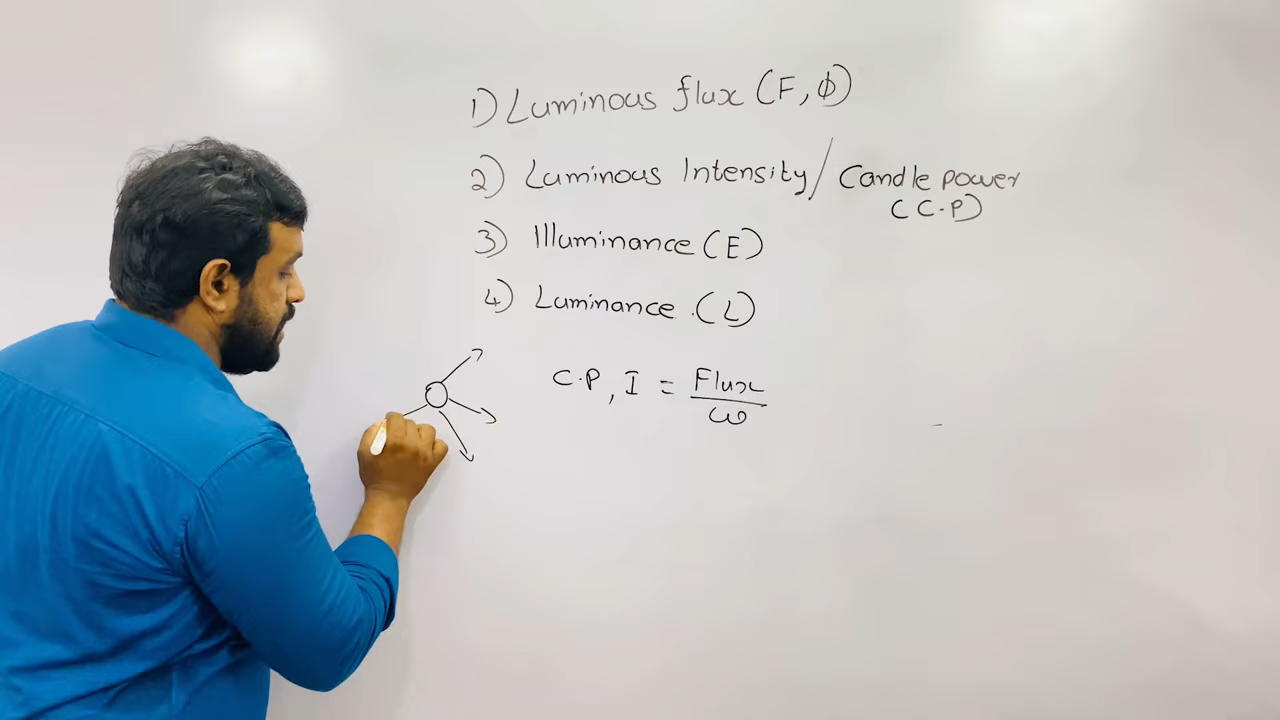 1) Luminous flux (F, Φ)
2) Luminous Intensity / Candle power
(C.P)
3) Illuminance (E)
4) Luminance. (L)
C.P, I = Flux
ω